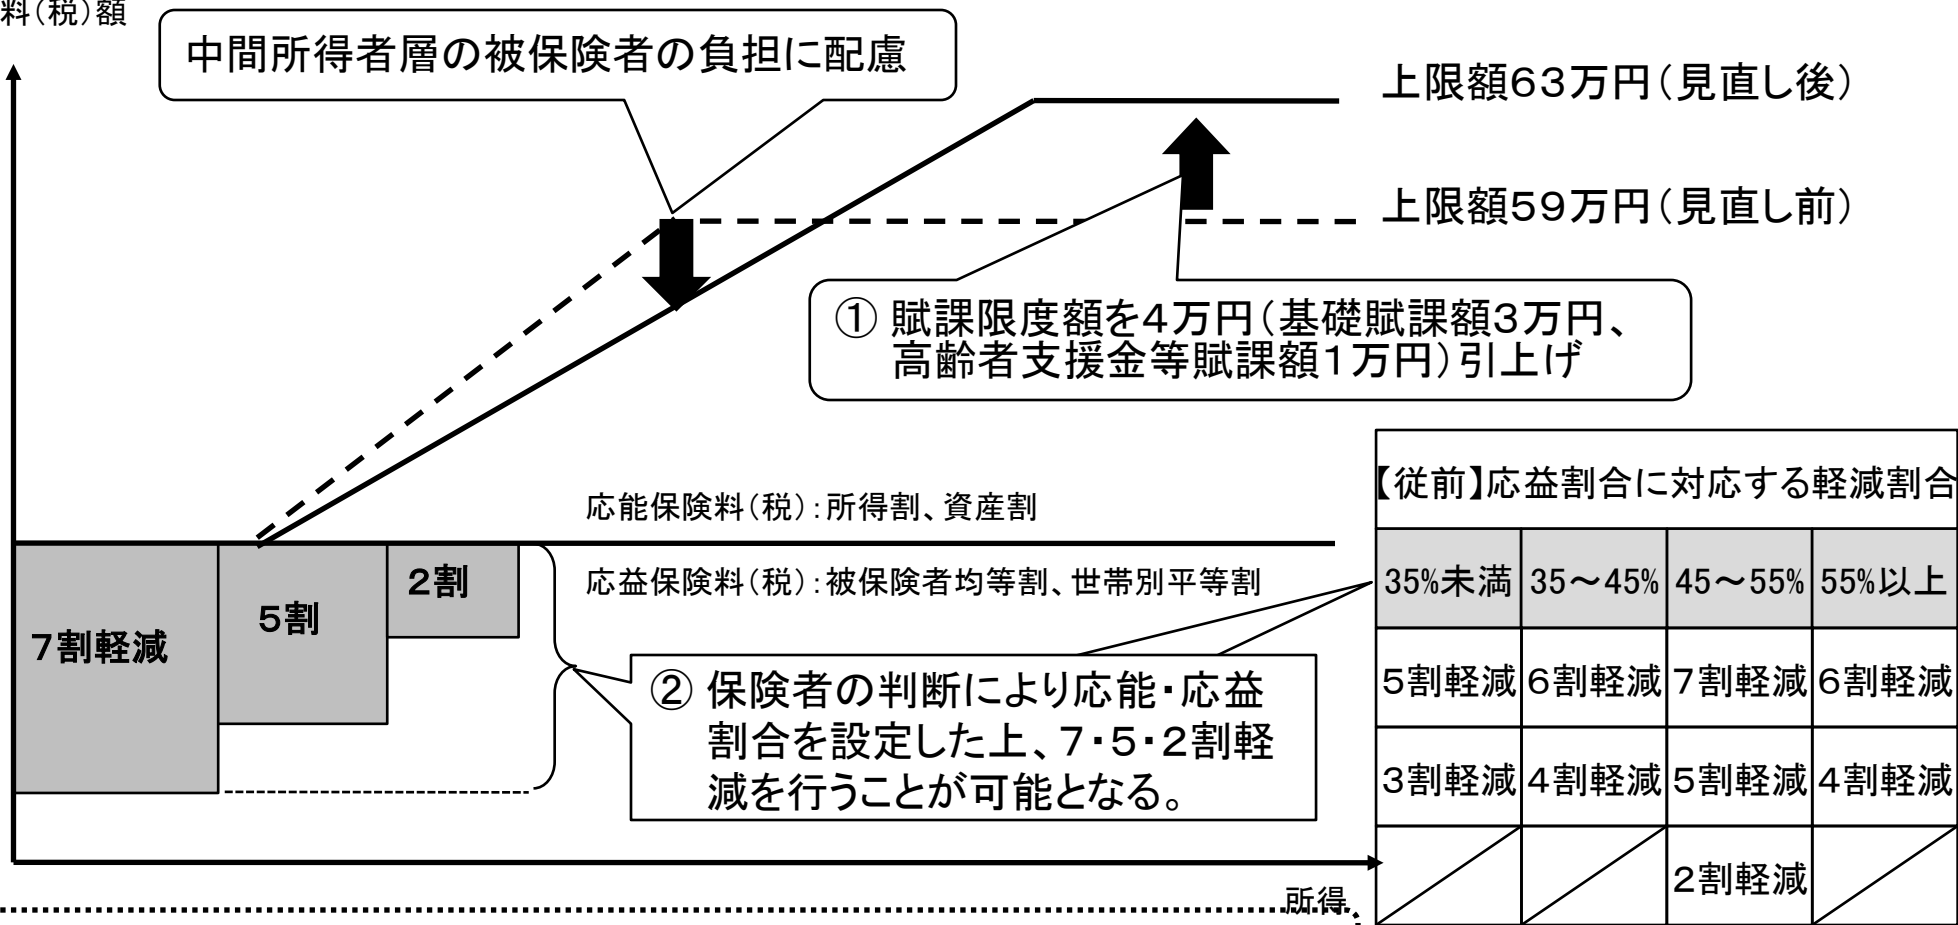 料（税）額
中間所得者層の被保険者の負担に配慮
上限額６３万円（見直し後）
上限額５９万円（見直し前）
① 賦課限度額を４万円（基礎賦課額３万円、
高齢者支援金等賦課額１万円）引上げ
応能保険料（税）：所得割、資産割
応益保険料（税）：被保険者均等割、世帯別平等割
７割軽減
５割
２割
② 保険者の判断により応能・応益
割合を設定した上、７・５・２割軽
減を行うことが可能となる。
所得
【従前】応益割合に対応する軽減割合
35%未満 35～45% 45～55% 55%以上
５割軽減 ６割軽減 ７割軽減 ６割軽減
３割軽減 ４割軽減 ５割軽減 ４割軽減
２割軽減